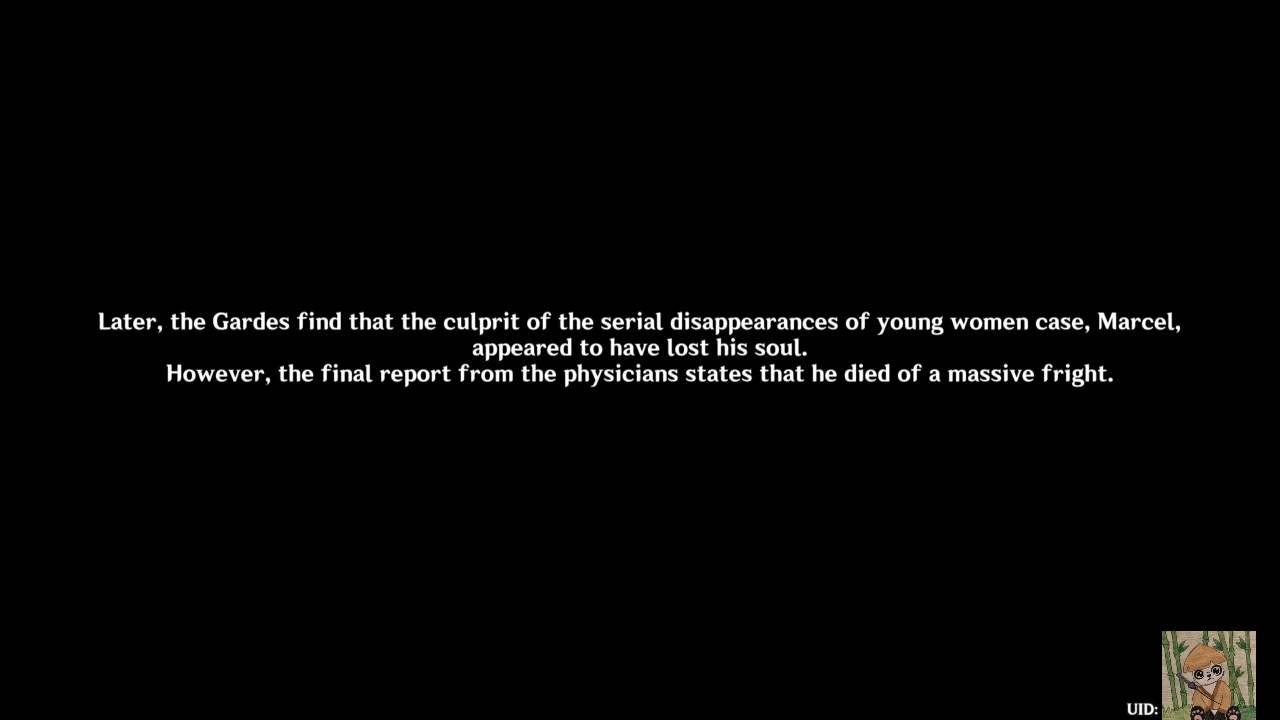 Later, the Gardes find that the culprit of the serial disappearances of young women case, Marcel,
appeared to have lost his soul.
However, the final report from the physicians states that he died of a massive fright.
UID: